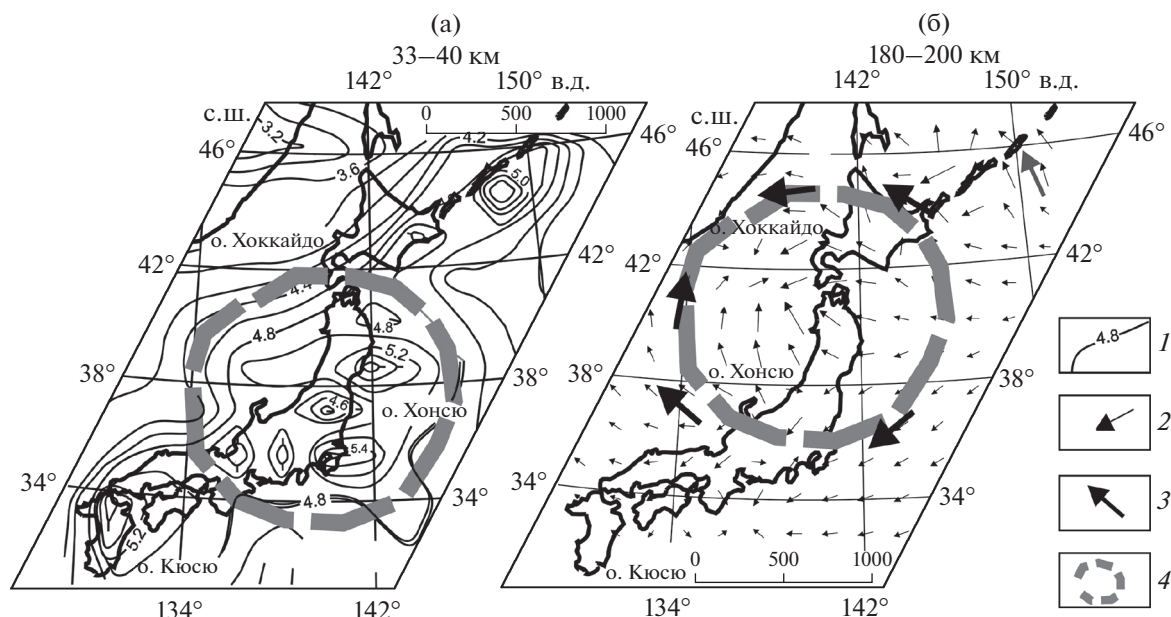 (а)
33–40 км
142° 150° в.д.
0 500 1000
с.ш.
46°
3.2
3.6
4.2
5.0
46°
о. Хоккайдо
42°
42°
4.4
4.8
4.8
5.2
38°
38°
4.6
о. Хонсю
5.4
34°
4.8
34°
5.2
о. Кюсю
134° 142°
(б)
180–200 км
142° 150° в.д.
с.ш.
46°
46°
о. Хоккайдо
42°
42°
о. Хонсю
38°
38°
34°
34°
0 500 1000
о. Кюсю
134° 142°
4.8 1
2
3
4